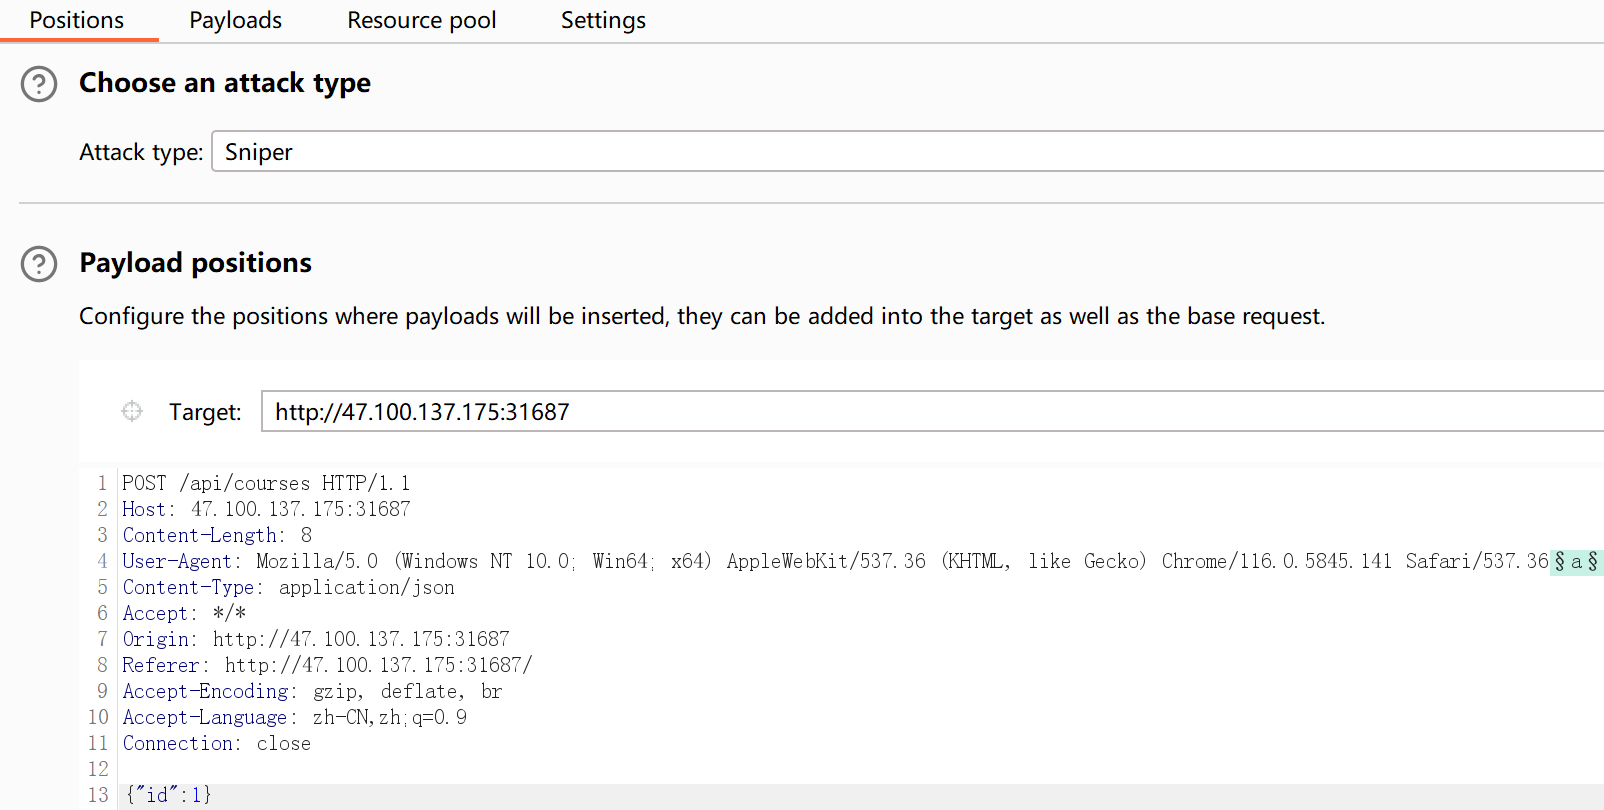 Positions Payloads Resource pool Settings
? Choose an attack type
Attack type: Sniper
? Payload positions
Configure the positions where payloads will be inserted, they can be added into the target as well as the base request.
Target: http://47.100.137.175:31687
1 POST /api/courses HTTP/1.1
2 Host: 47.100.137.175:31687
3 Content-Length: 8
4 User-Agent: Mozilla/5.0 (Windows NT 10.0; Win64; x64) AppleWebKit/537.36 (KHTML, like Gecko) Chrome/116.0.5845.141 Safari/537.36§a§
5 Content-Type: application/json
6 Accept: */*
7 Origin: http://47.100.137.175:31687
8 Referer: http://47.100.137.175:31687/
9 Accept-Encoding: gzip, deflate, br
10 Accept-Language: zh-CN,zh;q=0.9
11 Connection: close
12
13 {"id":1}